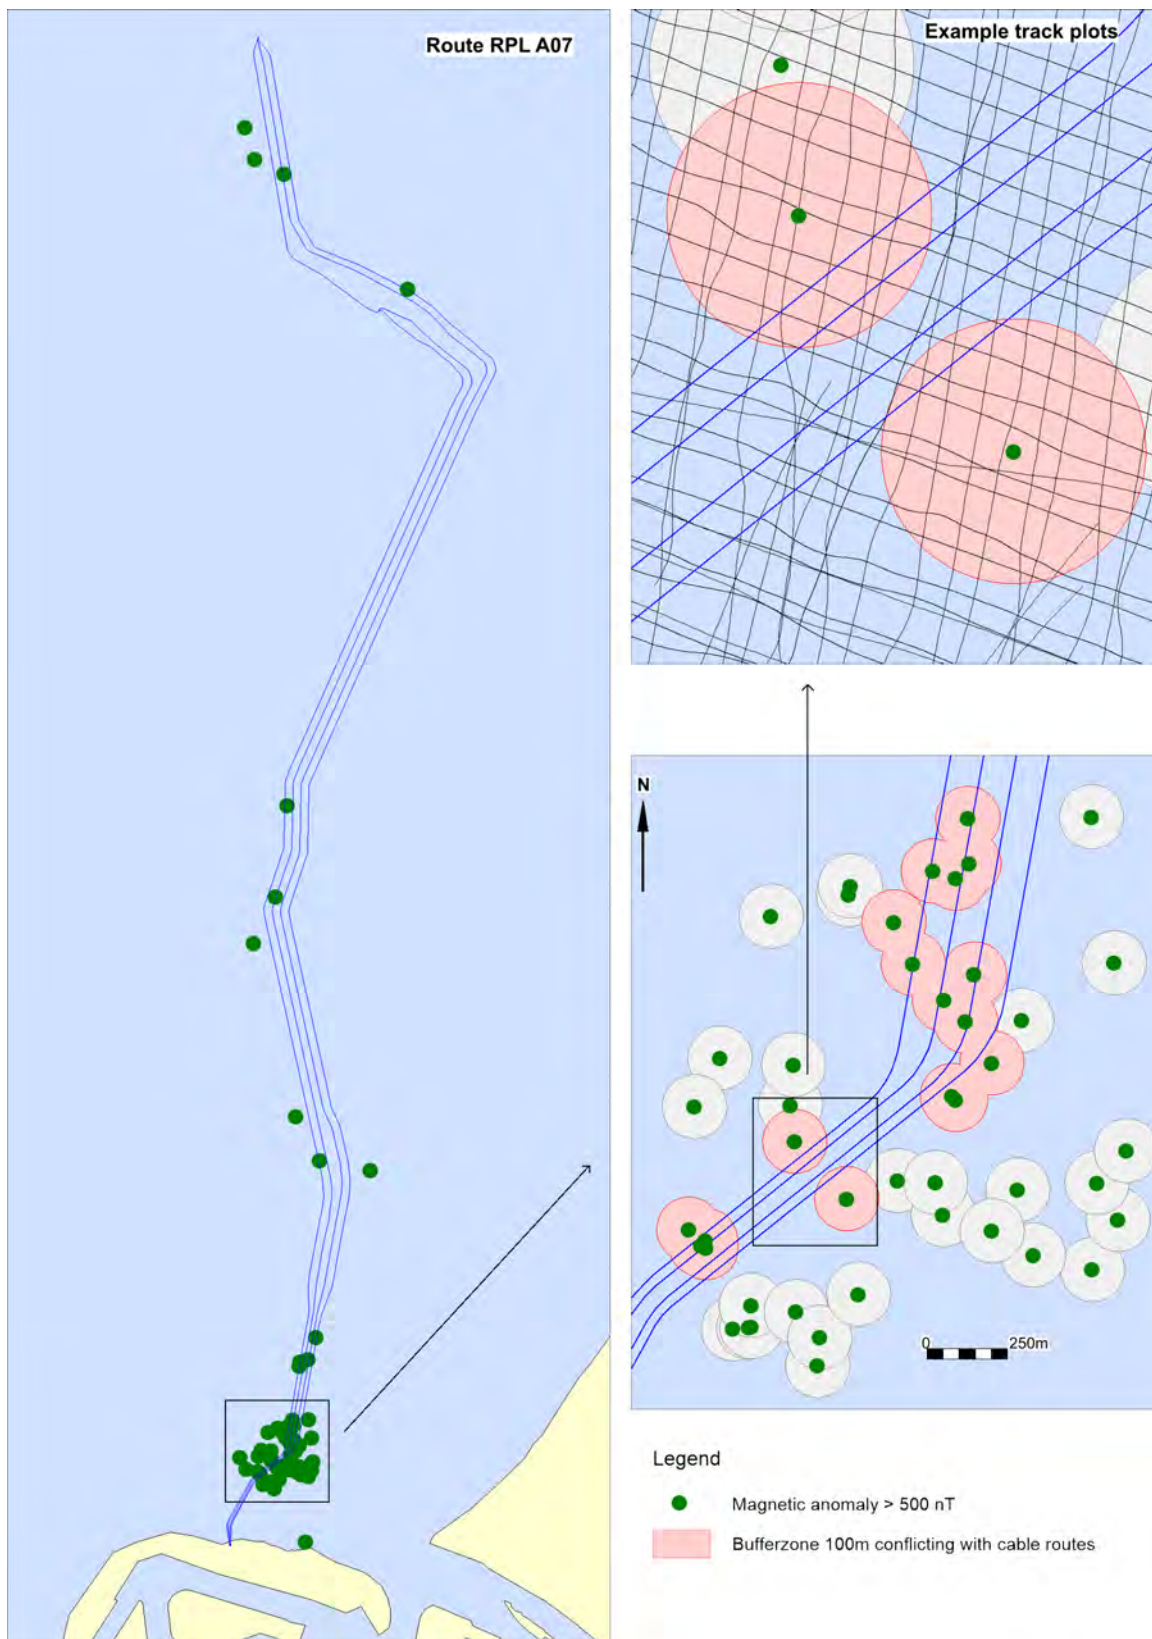 Route RPL A07
Example track plots
N
0 250m
Legend
Magnetic anomaly > 500 nT
Bufferzone 100m conflicting with cable routes